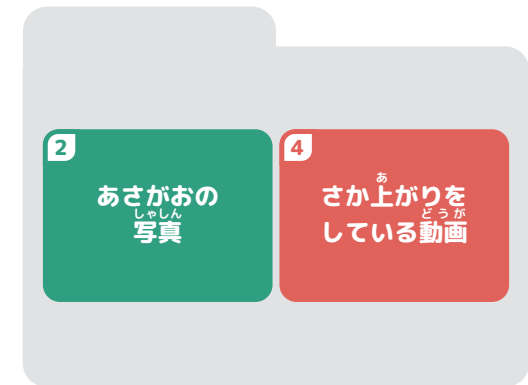 2
あさがおの
しゃしん
写真
4
あ
さか上がりを
どうが
している動画